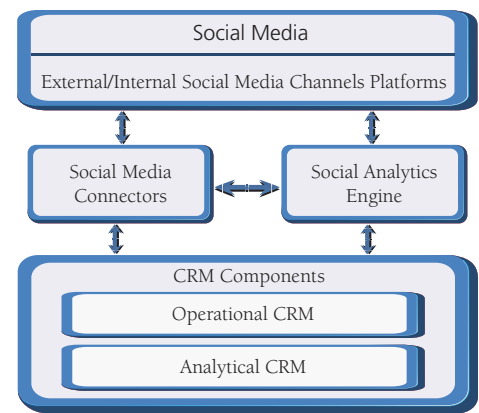 Social Media
External/Internal Social Media Channels Platforms
Social Media
Connectors
Social Analytics
Engine
CRM Components
Operational CRM
Analytical CRM